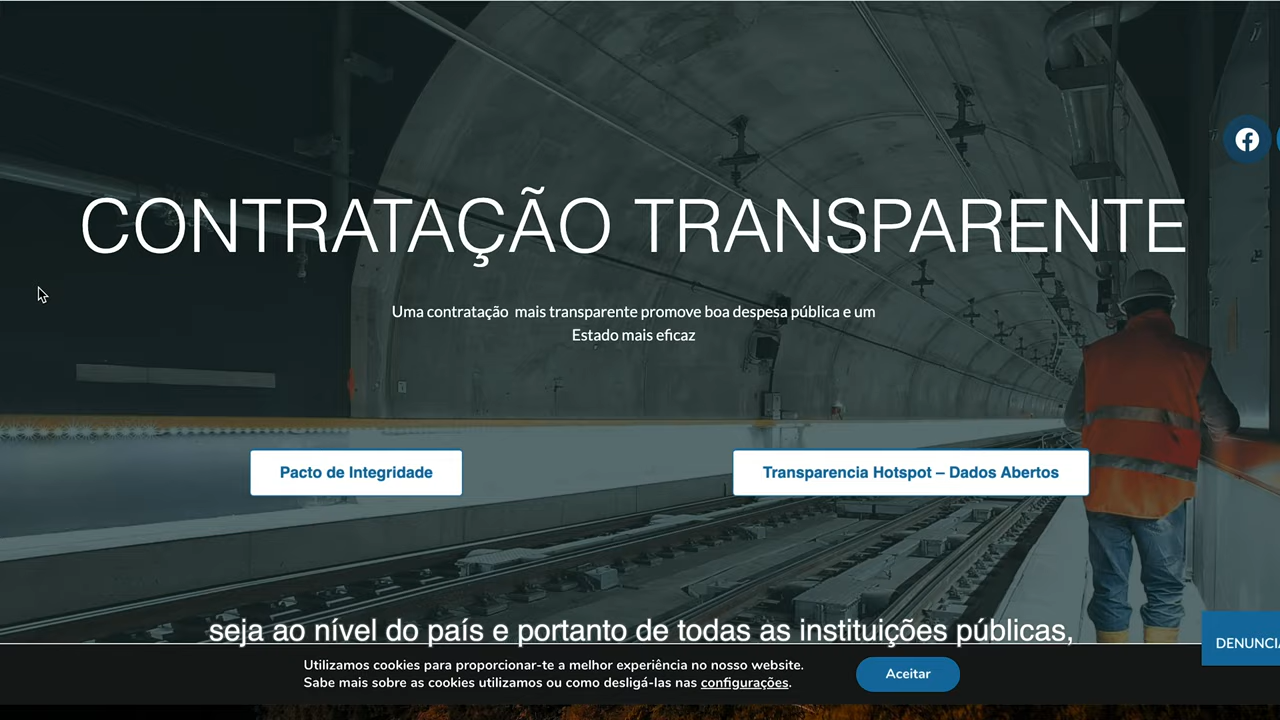 CONTRATAÇÃO TRANSPARENTE
Uma contratação mais transparente promove boa despesa pública e um
Estado mais eficaz
Pacto de Integridade
Transparencia Hotspot – Dados Abertos
seja ao nível do país e portanto de todas as instituições públicas,
DENUNCIA
Utilizamos cookies para proporcionar-te a melhor experiência no nosso website.
Sabe mais sobre as cookies utilizamos ou como desligá-las nas configurações.
Aceitar